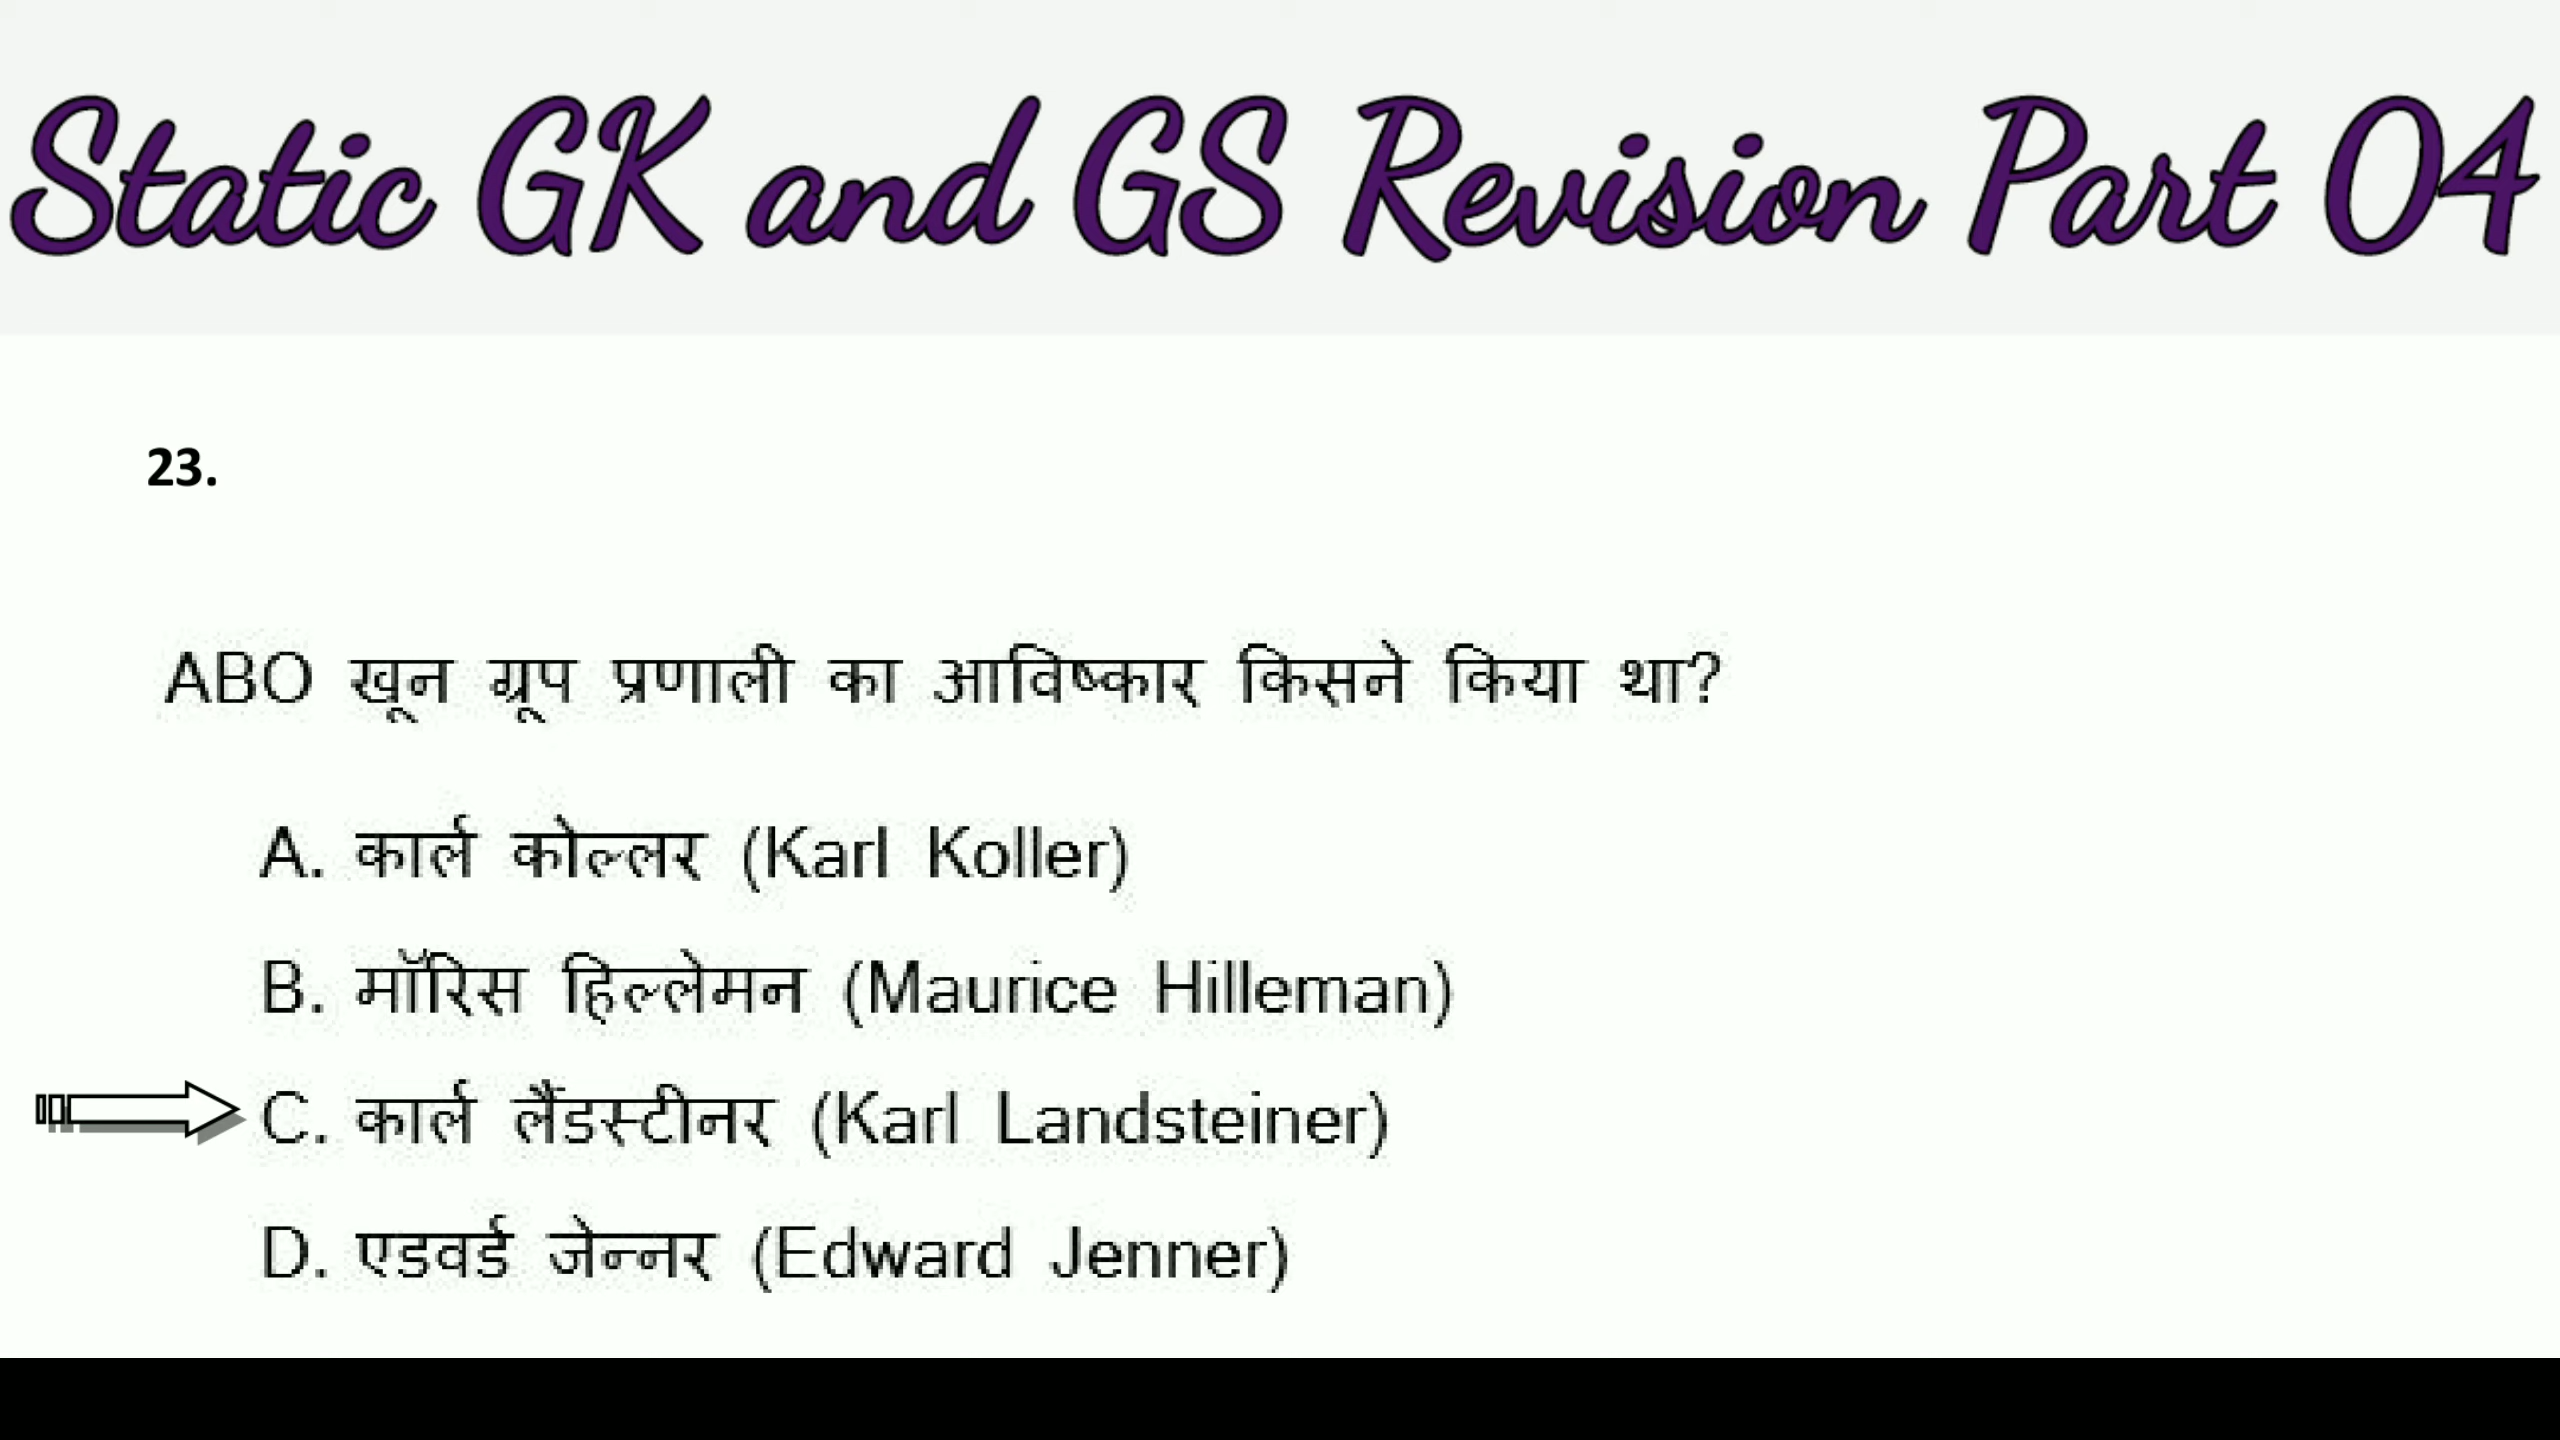 Static GK and GS Revision Part 04
23.
ABO खून ग्रूप प्रणाली का आविष्कार् किसने किया था?
A. कार्ल कोल्लर (Karl Koller)
B. मॉरिस हिल्लेमन (Maurice Hilleman)
C. कार्ल लैंडस्टीनर (Karl Landsteiner)
D. एडवर्ड जेन्नर (Edward Jenner)